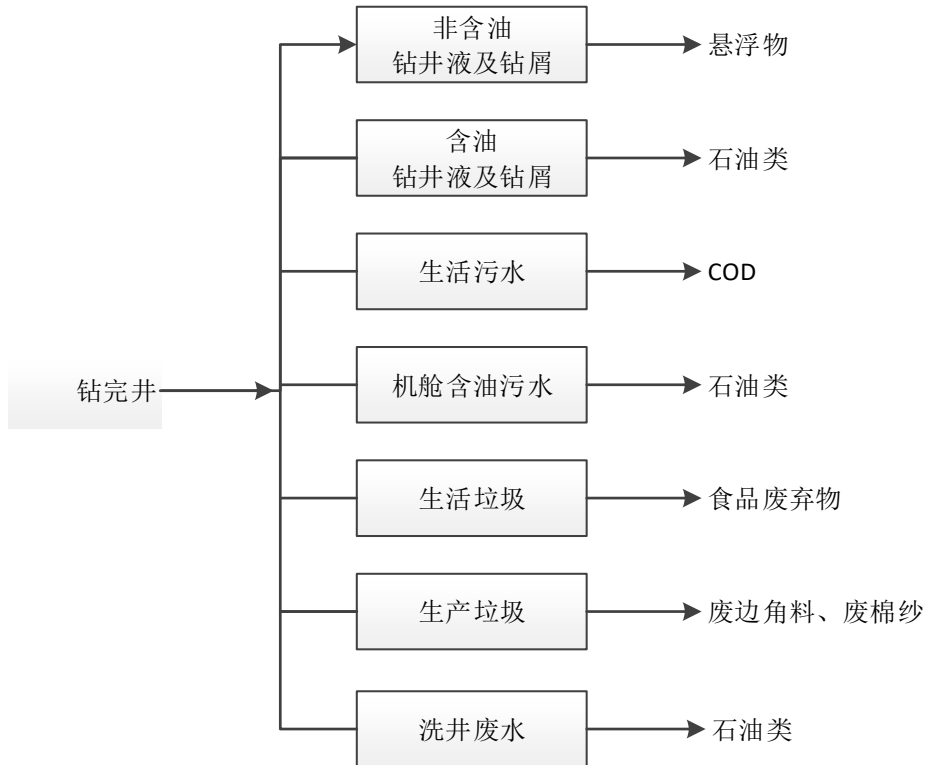 非含油
钻井液及钻屑
悬浮物
含油
钻井液及钻屑
石油类
生活污水
COD
钻完井
机舱含油污水
石油类
生活垃圾
食品废弃物
生产垃圾
废边角料、废棉纱
洗井废水
石油类